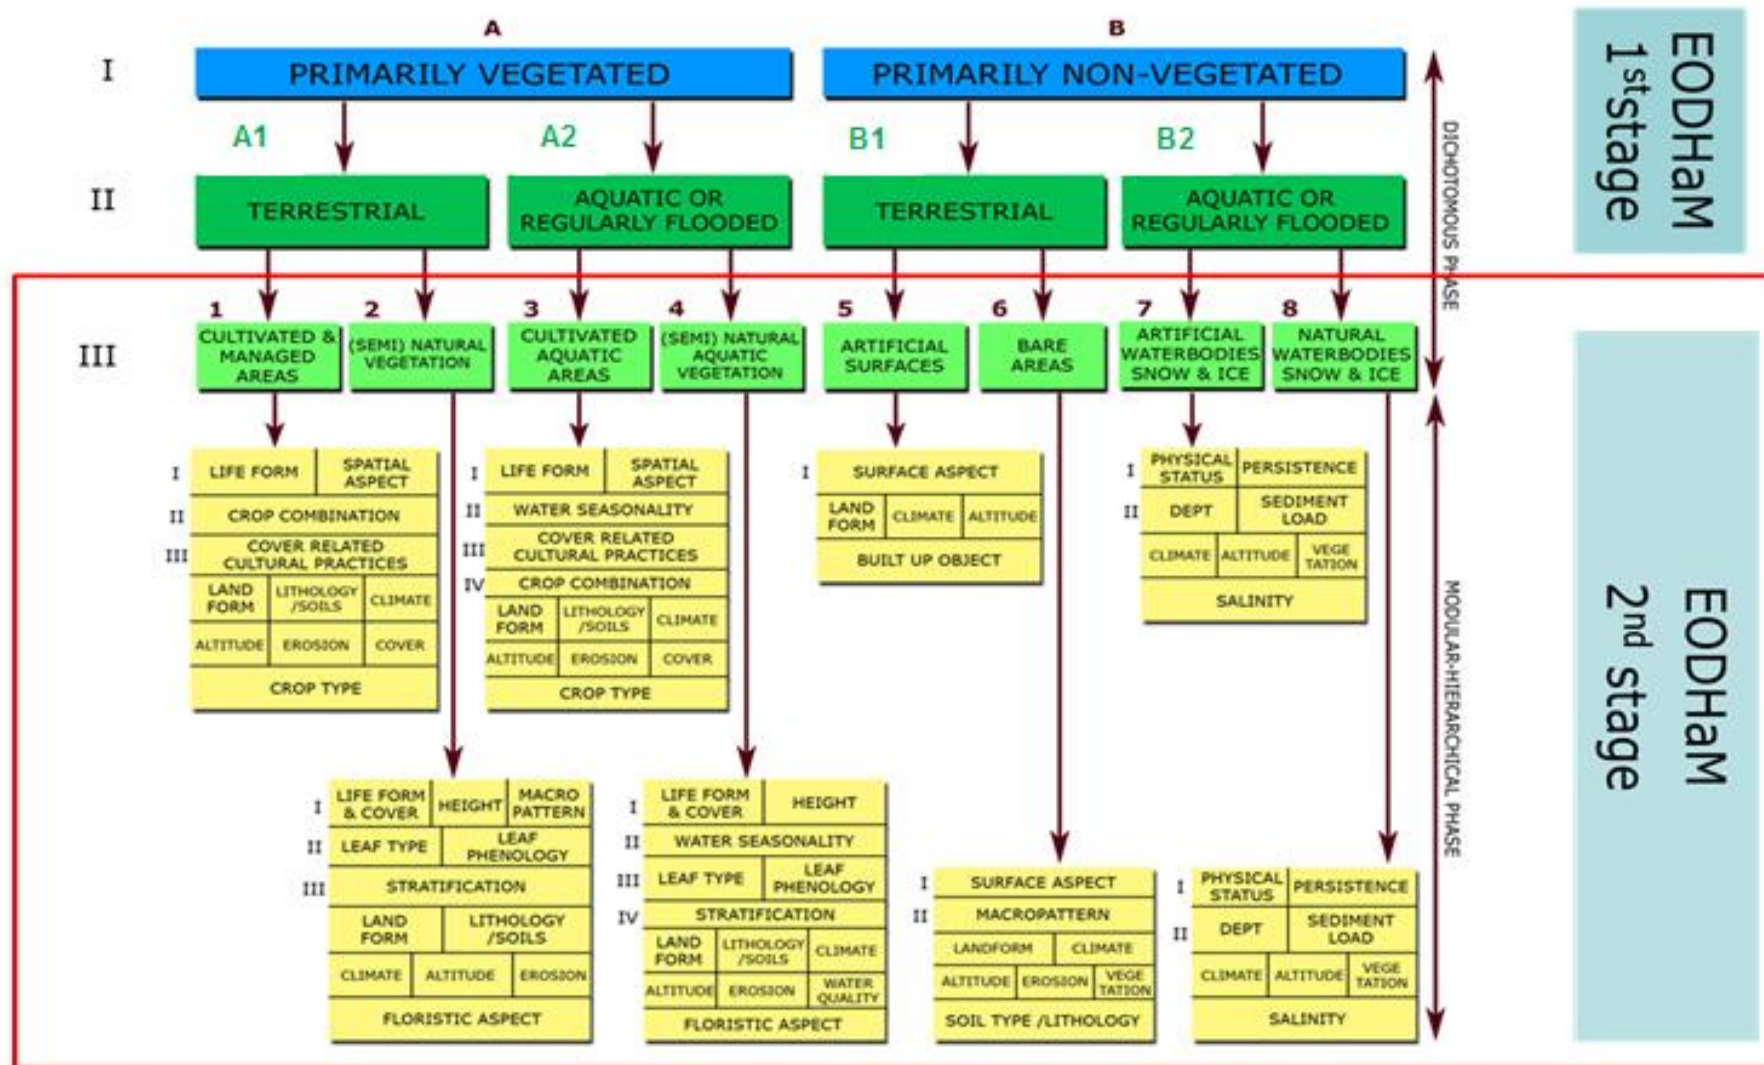 A
B
I
PRIMARILY VEGETATED
PRIMARILY NON-VEGETATED
A1
A2
B1
B2
II
TERRESTRIAL
AQUATIC OR
REGULARLY FLOODED
TERRESTRIAL
AQUATIC OR
REGULARLY FLOODED
EODHaM
1st stage
DICHOTOMOUS PHASE
III
1
CULTIVATED &
MANAGED
AREAS
2
(SEMI) NATURAL
VEGETATION
3
CULTIVATED
AQUATIC
AREAS
4
(SEMI) NATURAL
AQUATIC
VEGETATION
5
ARTIFICIAL
SURFACES
6
BARE
AREAS
7
ARTIFICIAL
WATERBODIES
SNOW & ICE
8
NATURAL
WATERBODIES
SNOW & ICE
I
LIFE FORM
SPATIAL
ASPECT
II
CROP COMBINATION
III
COVER RELATED
CULTURAL PRACTICES
LAND
FORM
LITHOLOGY
/SOILS
CLIMATE
ALTITUDE
EROSION
COVER
CROP TYPE
I
LIFE FORM
SPATIAL
ASPECT
II
WATER SEASONALITY
III
COVER RELATED
CULTURAL PRACTICES
IV
CROP COMBINATION
LAND
FORM
LITHOLOGY
/SOILS
CLIMATE
ALTITUDE
EROSION
COVER
CROP TYPE
I
SURFACE ASPECT
LAND
FORM
CLIMATE
ALTITUDE
BUILT UP OBJECT
I
PHYSICAL
STATUS
PERSISTENCE
II
DEPT
SEDIMENT
LOAD
CLIMATE
ALTITUDE
VEGE
TATION
SALINITY
MODULAR-HIERARCHICAL PHASE
EODHaM
2nd stage
I
LIFE FORM
& COVER
HEIGHT
MACRO
PATTERN
II
LEAF TYPE
LEAF
PHENOLOGY
III
STRATIFICATION
LAND
FORM
LITHOLOGY
/SOILS
CLIMATE
ALTITUDE
EROSION
FLORISTIC ASPECT
I
LIFE FORM
& COVER
HEIGHT
II
WATER SEASONALITY
III
LEAF TYPE
LEAF
PHENOLOGY
IV
STRATIFICATION
LAND
FORM
LITHOLOGY
/SOILS
CLIMATE
ALTITUDE
EROSION
WATER
QUALITY
FLORISTIC ASPECT
I
SURFACE ASPECT
II
MACROPATTERN
LANDFORM
CLIMATE
ALTITUDE
EROSION
VEGE
TATION
SOIL TYPE /LITHOLOGY
I
PHYSICAL
STATUS
PERSISTENCE
II
DEPT
SEDIMENT
LOAD
CLIMATE
ALTITUDE
VEGE
TATION
SALINITY